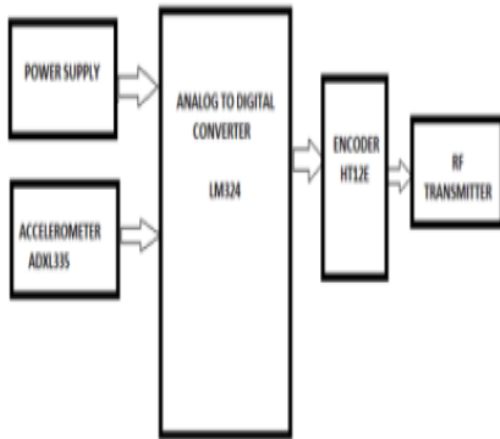 POWER SUPPLY
ACCELEROMETER
ADXL335
ANALOG TO DIGITAL
CONVERTER
LM324
ENCODER
HT12E
RF
TRANSMITTER